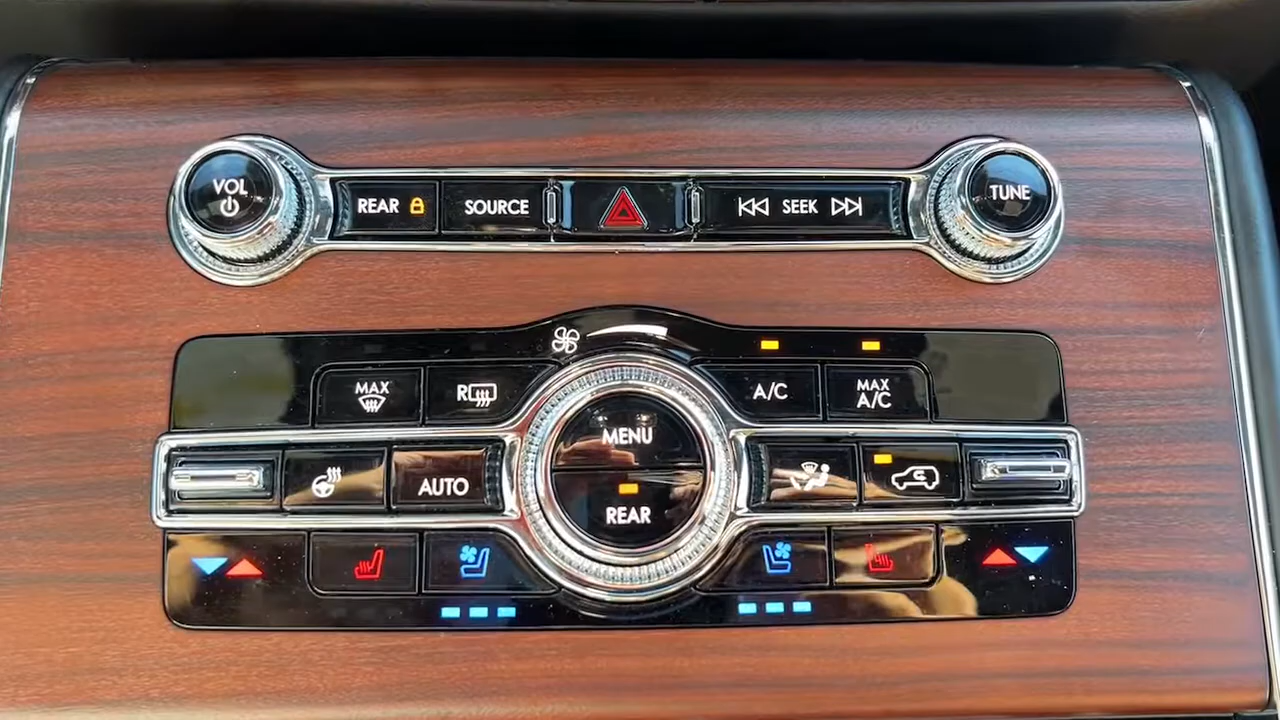 VOL
REAR
SOURCE
SEEK
TUNE
MAX
R
A/C
MAX
A/C
MENU
AUTO
REAR